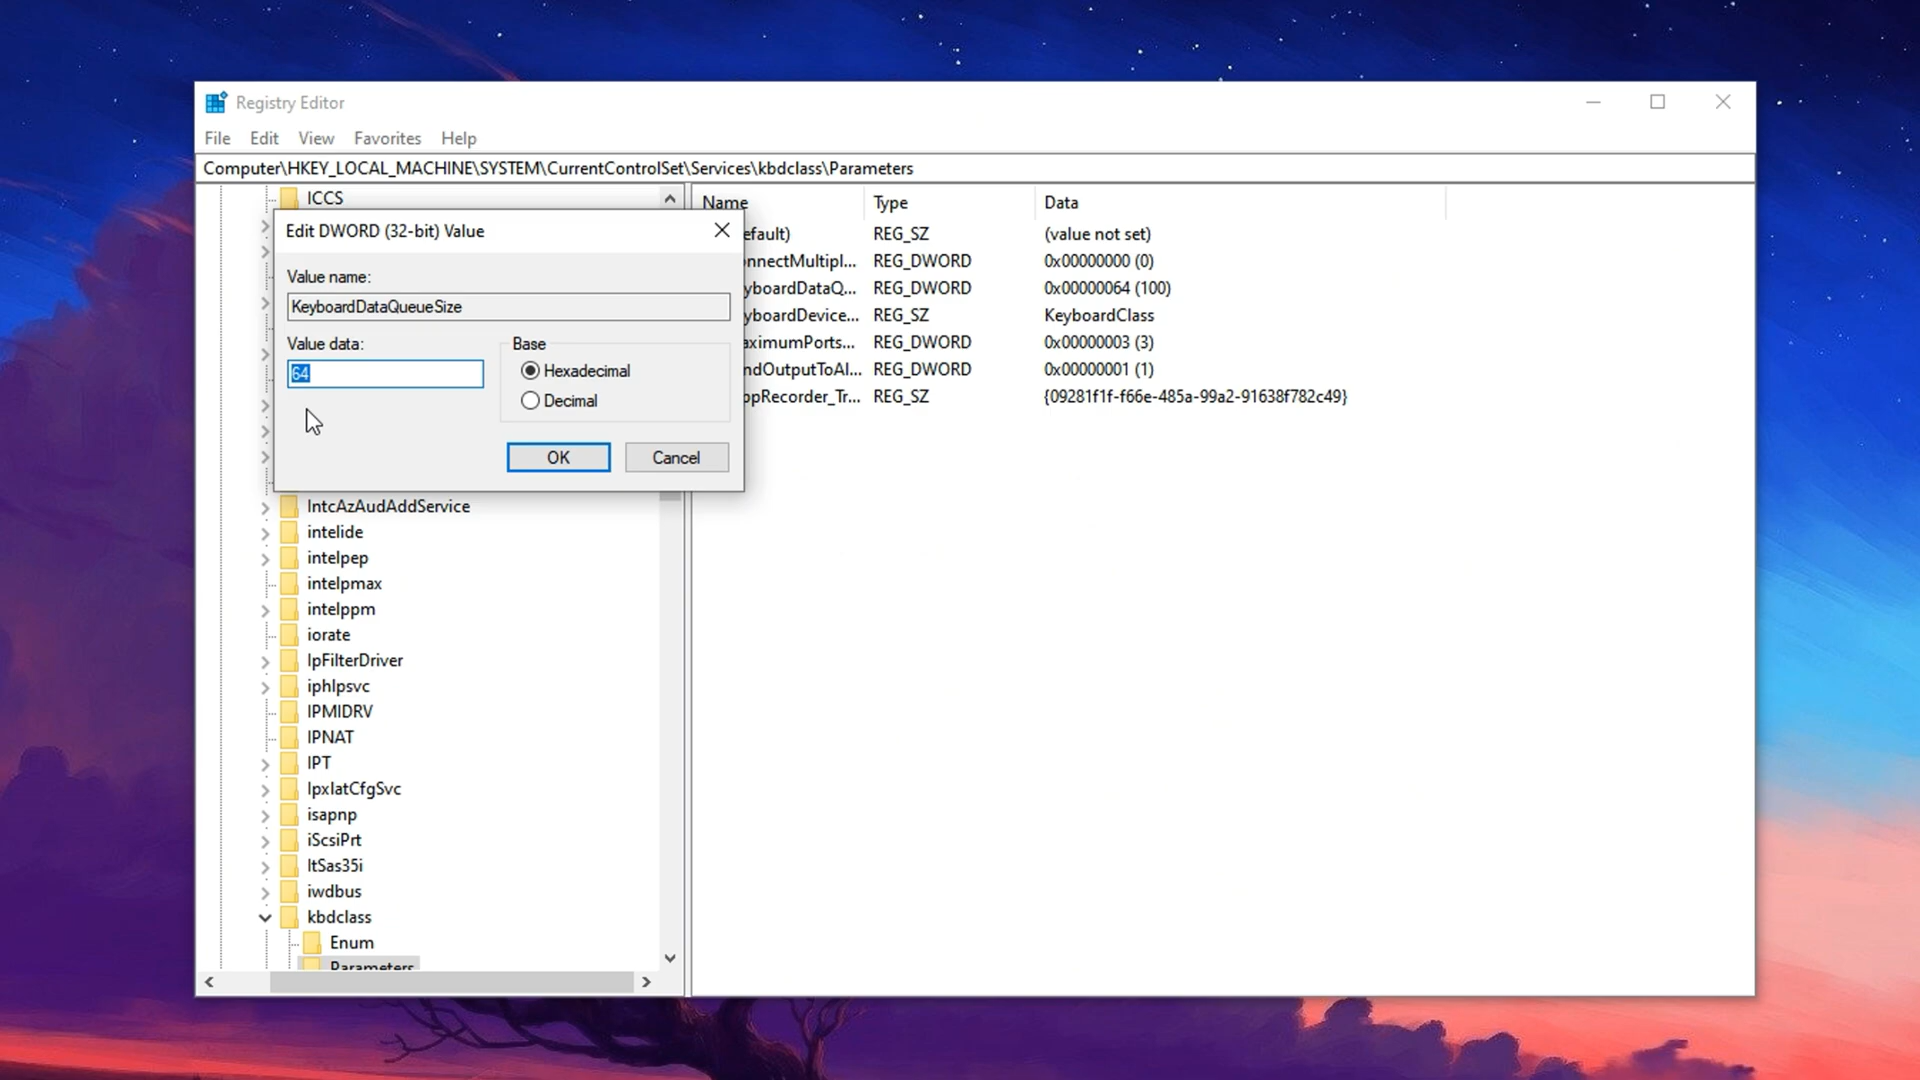 Registry Editor
File Edit View Favorites Help
Computer\HKEY_LOCAL_MACHINE\SYSTEM\CurrentControlSet\Services\kbdclass\Parameters
ICCS
Name Type Data
efault) REG_SZ (value not set)
nnectMultipl... REG_DWORD 0x00000000 (0)
yboardDataQ... REG_DWORD 0x00000064 (100)
yboardDevice... REG_SZ KeyboardClass
aximumPorts... REG_DWORD 0x00000003 (3)
ndOutputToAl... REG_DWORD 0x00000001 (1)
ppRecorder_Tr... REG_SZ {09281f1f-f66e-485a-99a2-91638f782c49}
Edit DWORD (32-bit) Value
Value name:
KeyboardDataQueueSize
Value data:
64
Base
Hexadecimal
Decimal
OK Cancel
IntcAzAudAddService
intelide
intelpep
intelpmax
intelppm
iorate
IpFilterDriver
iphlpsvc
IPMIDRV
IPNAT
IPT
IpxlatCfgSvc
isapnp
iScsiPrt
ItSas35i
iwdbus
kbdclass
Enum
Parameters